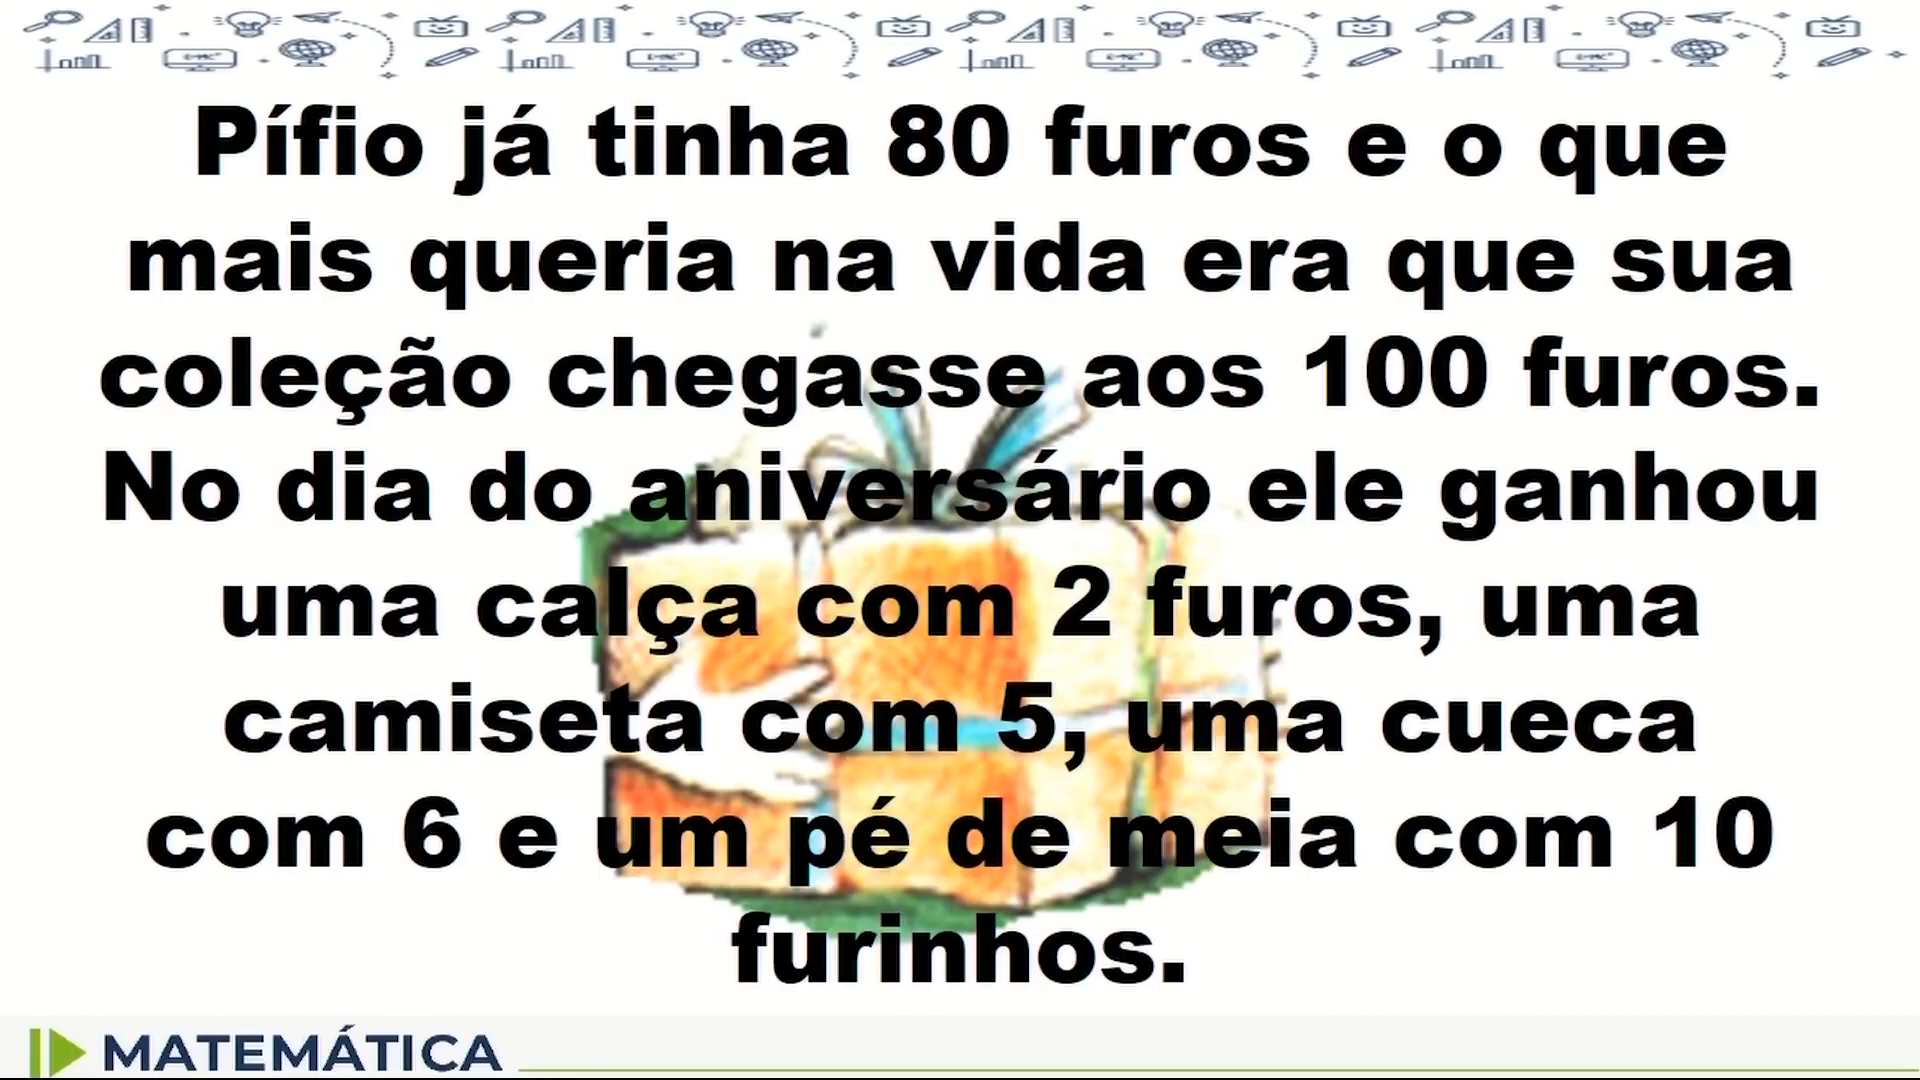 Pífio já tinha 80 furos e o que
mais queria na vida era que sua
coleção chegasse aos 100 furos.
No dia do aniversário ele ganhou
uma calça com 2 furos, uma
camiseta com 5, uma cueca
com 6 e um pé de meia com 10
furinhos.
MATEMÁTICA